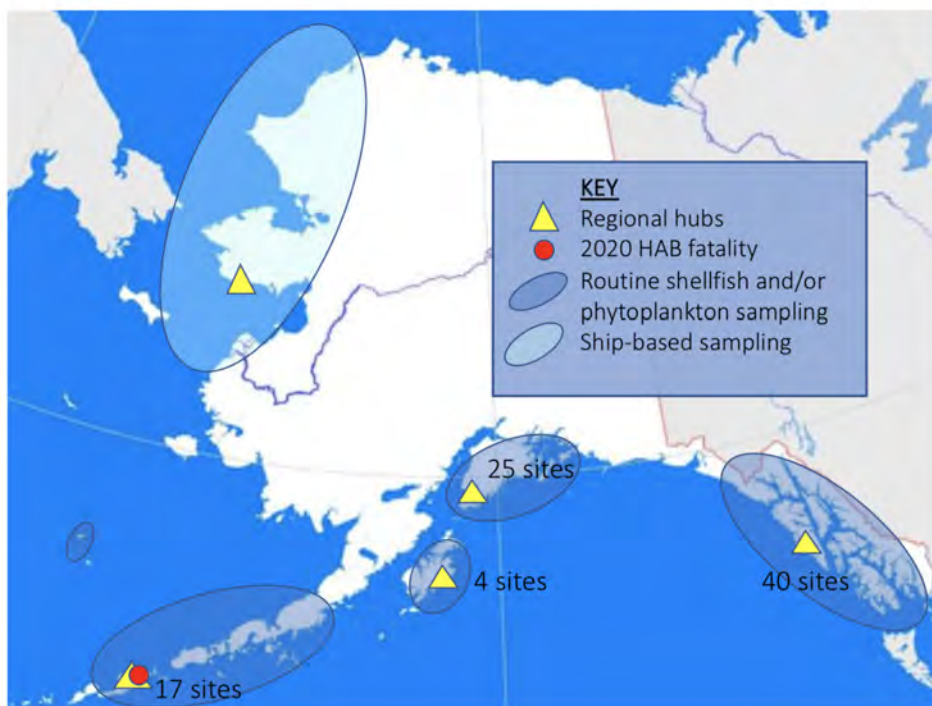 KEY
Regional hubs
2020 HAB fatality
Routine shellfish and/or
phytoplankton sampling
Ship-based sampling
25 sites
4 sites
40 sites
17 sites